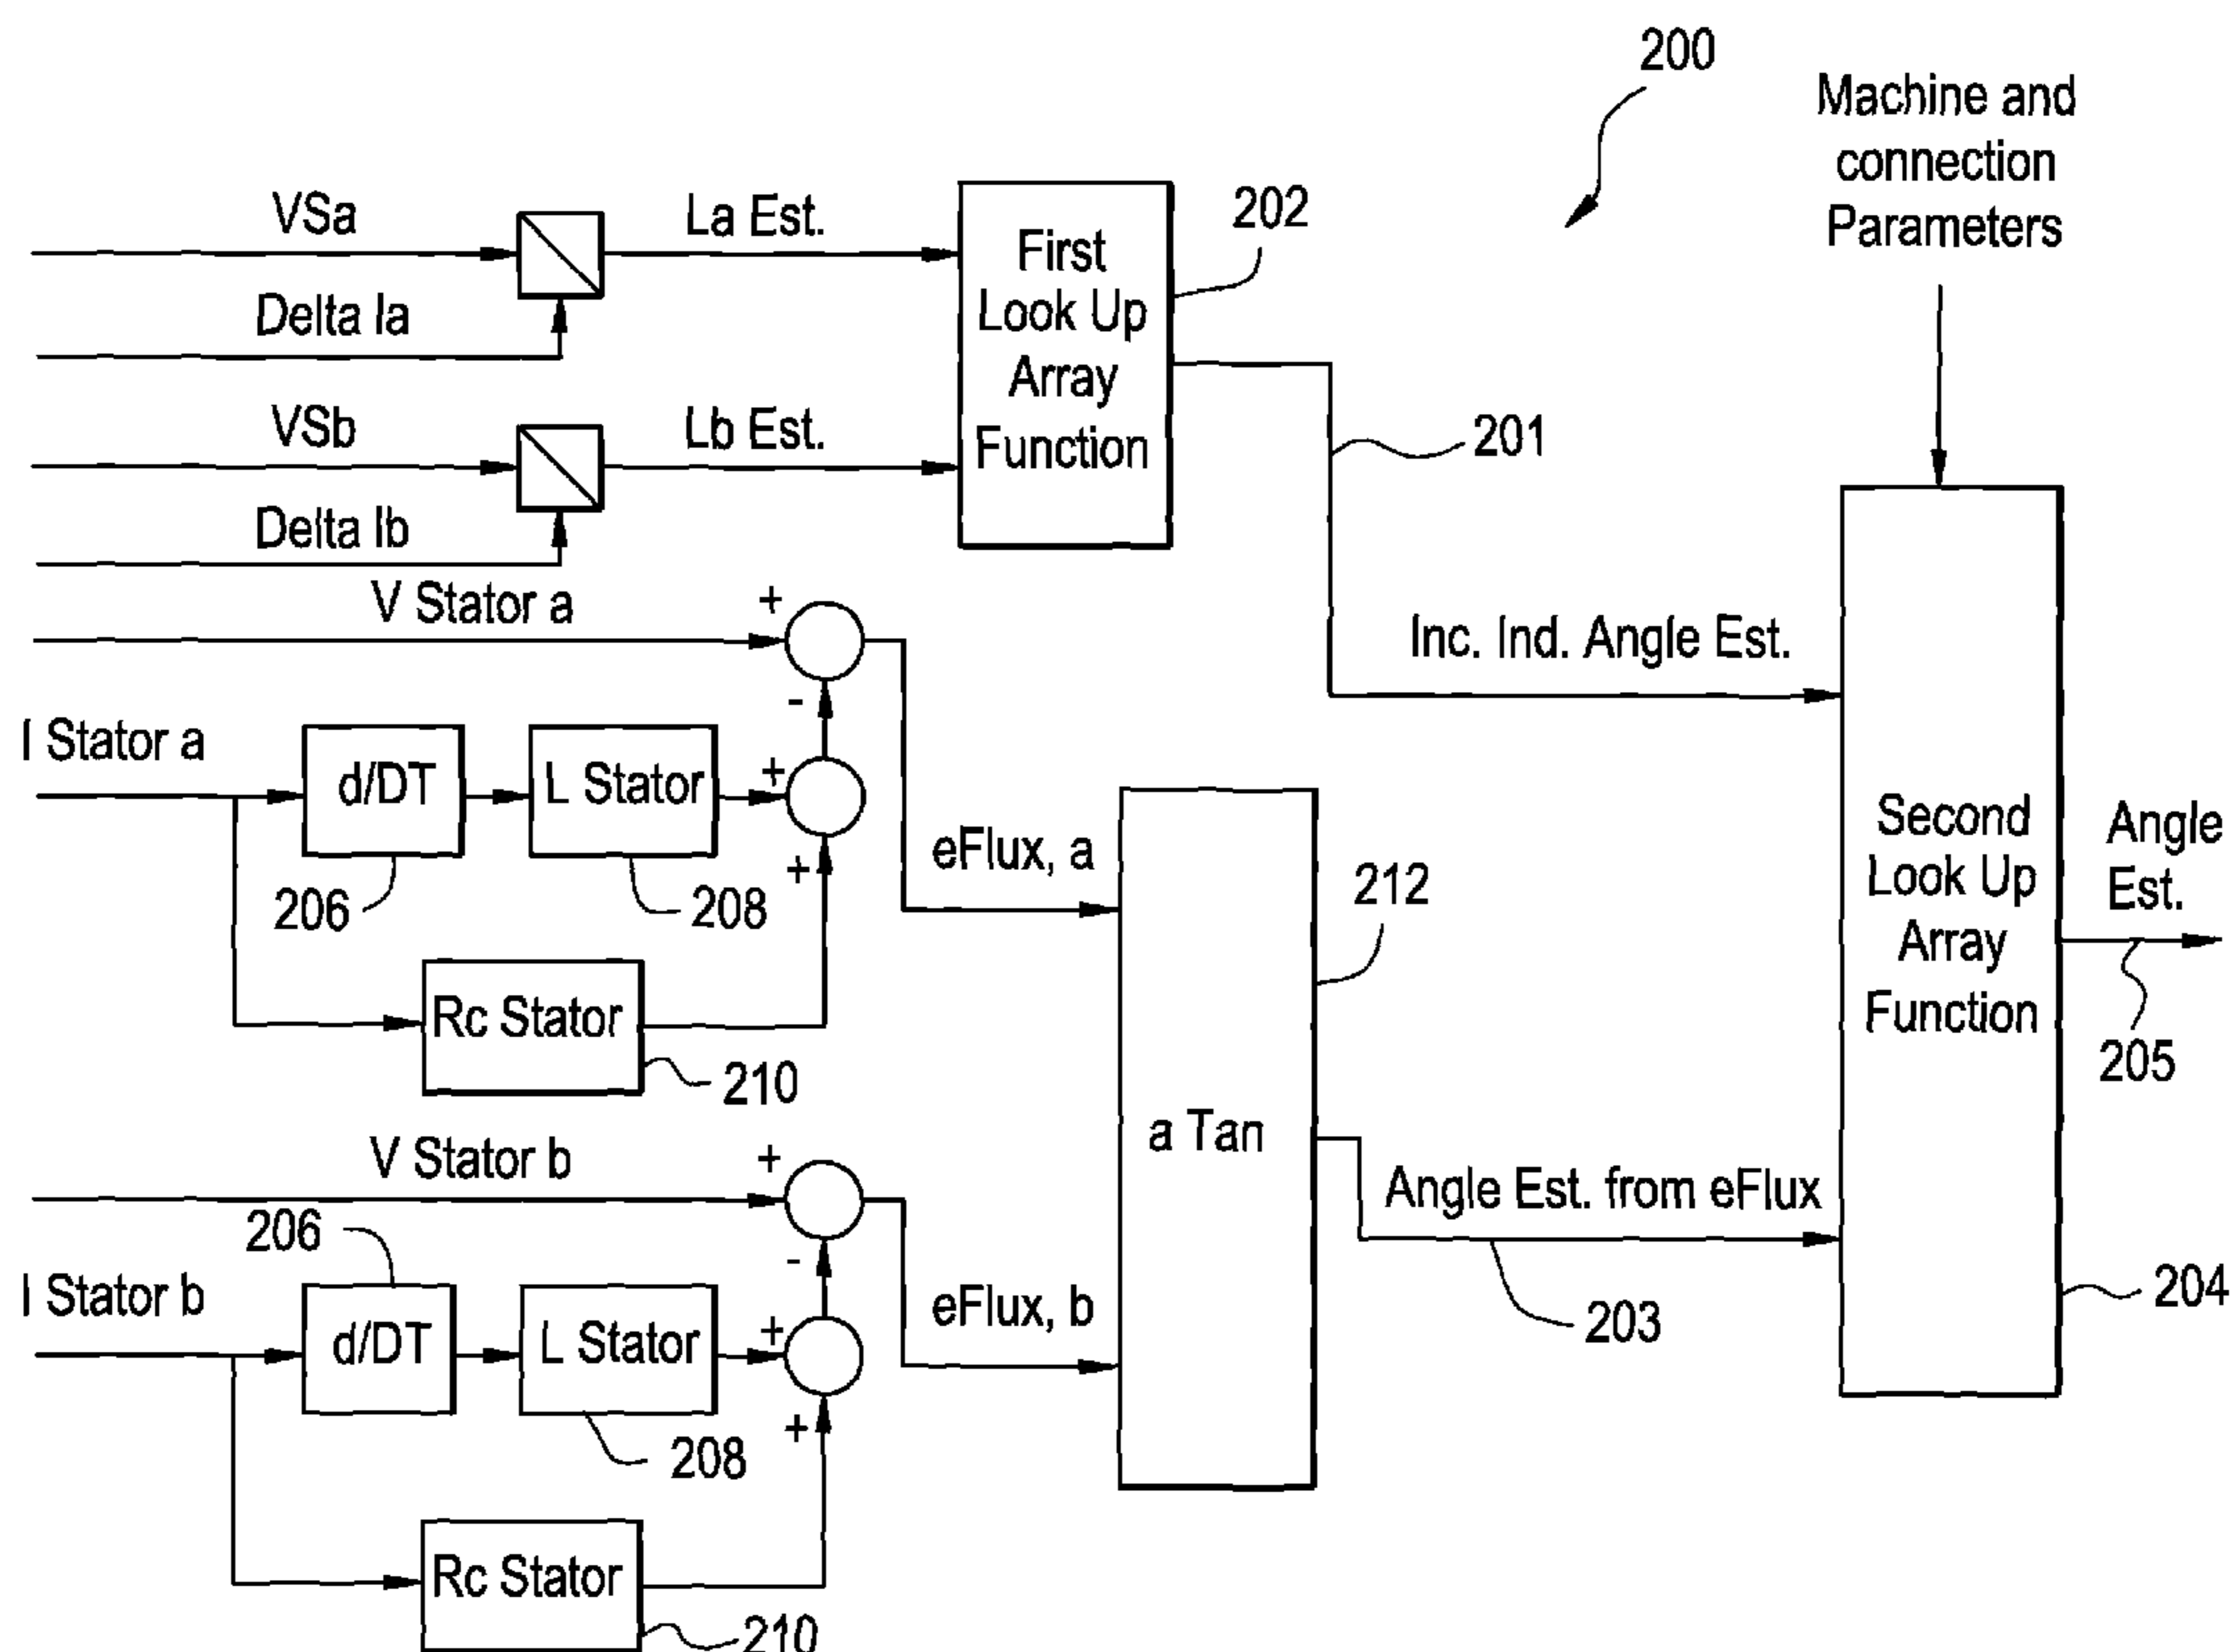 200
Machine and
connection
Parameters
VSa
La Est.
202
First
Look Up
Array
Function
Delta Ia
VSb
Lb Est.
201
Delta Ib
V Stator a
+
-
Inc. Ind. Angle Est.
I Stator a
d/DT
L Stator
+
+
206
208
eFlux, a
212
Second
Look Up
Array
Function
Angle
Est.
205
Rc Stator
210
a Tan
V Stator b
+
-
Angle Est. from eFlux
203
204
206
I Stator b
d/DT
L Stator
+
+
eFlux, b
208
Rc Stator
210